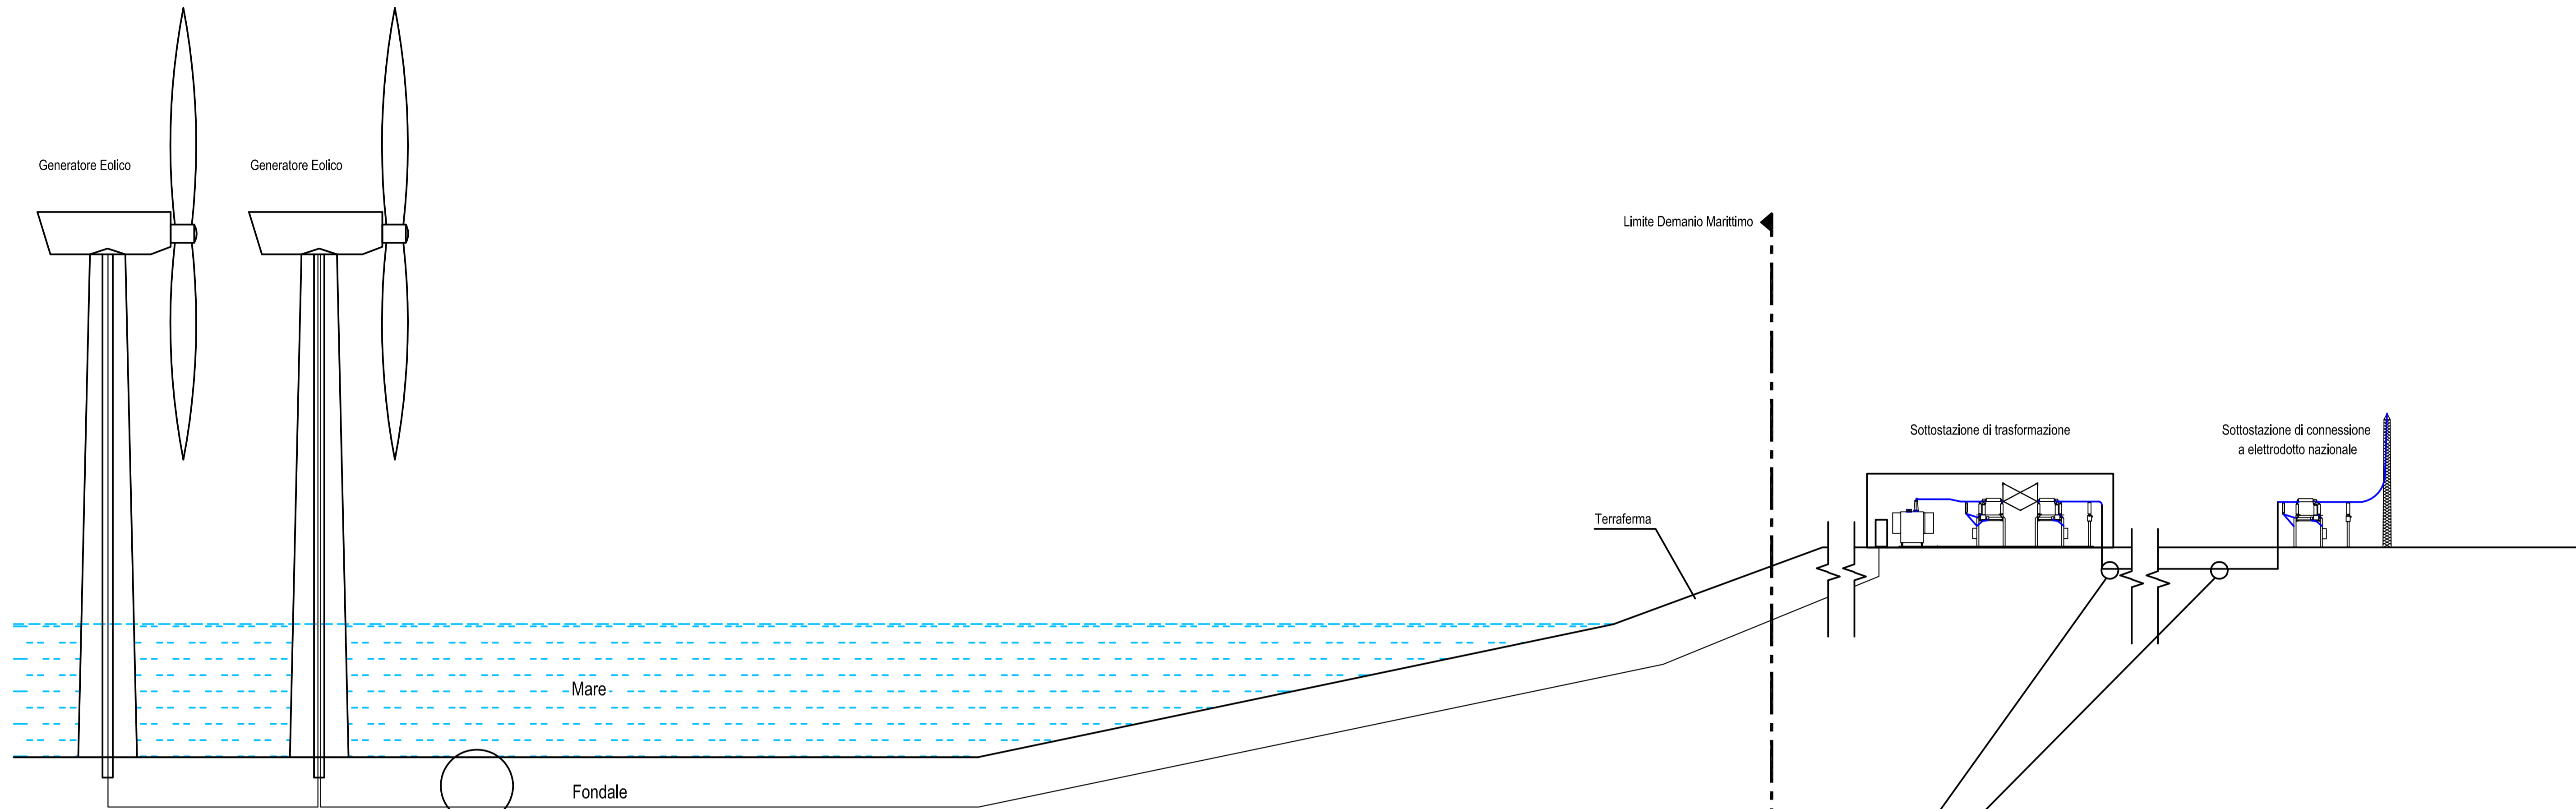 Generatore Eolico
Generatore Eolico
Limite Demanio Marittimo
Sottostazione di trasformazione
Sottostazione di connessione
a elettrodotto nazionale
Terraferma
Mare
Fondale